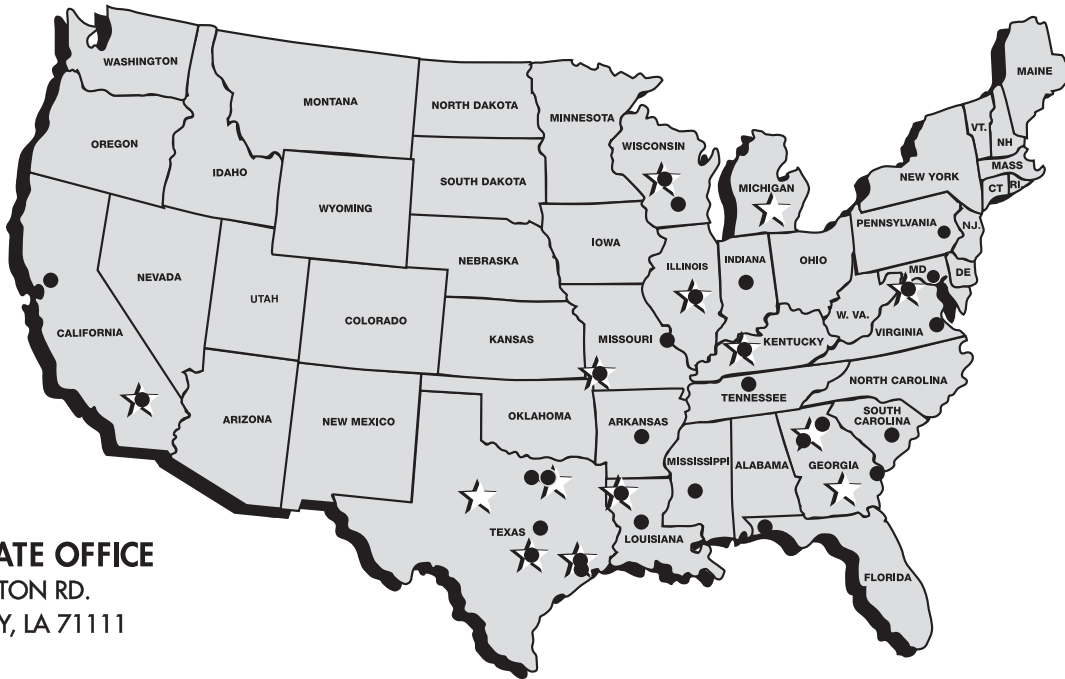 WASHINGTON
MONTANA
NORTH DAKOTA
MINNESOTA
MAINE
OREGON
IDAHO
WISCONSIN
VT.
NH
MASS
SOUTH DAKOTA
MICHIGAN
NEW YORK
CT
RI.
WYOMING
PENNSYLVANIA
NJ.
IOWA
NEBRASKA
ILLINOIS
INDIANA
OHIO
MD
DE
NEVADA
UTAH
COLORADO
W. VA.
CALIFORNIA
KANSAS
MISSOURI
KENTUCKY
VIRGINIA
NORTH CAROLINA
TENNESSEE
ARIZONA
NEW MEXICO
OKLAHOMA
ARKANSAS
SOUTH
CAROLINA
MISSISSIPPI
ALABAMA
GEORGIA
TEXAS
LOUISIANA
FLORIDA
ATE OFFICE
TON RD.
Y, LA 71111